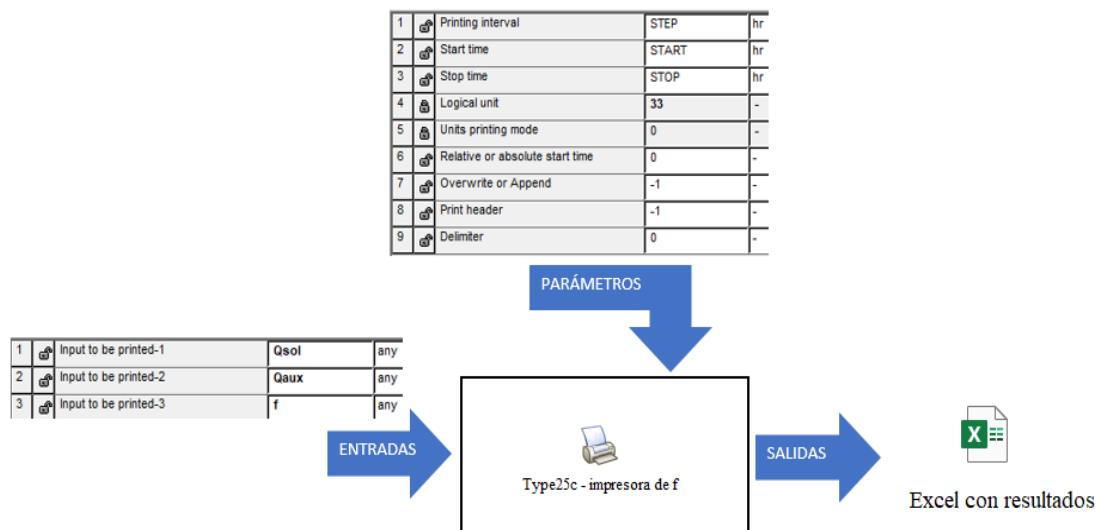 1 Printing interval STEP hr
2 Start time START hr
3 Stop time STOP hr
4 Logical unit 33 -
5 Units printing mode 0 -
6 Relative or absolute start time 0 -
7 Overwrite or Append -1 -
8 Print header -1 -
9 Delimiter 0 -
PARÁMETROS
1 Input to be printed-1 Qsol any
2 Input to be printed-2 Qaux any
3 Input to be printed-3 f any
ENTRADAS
Type25c - impresora de f
SALIDAS
X
Excel con resultados